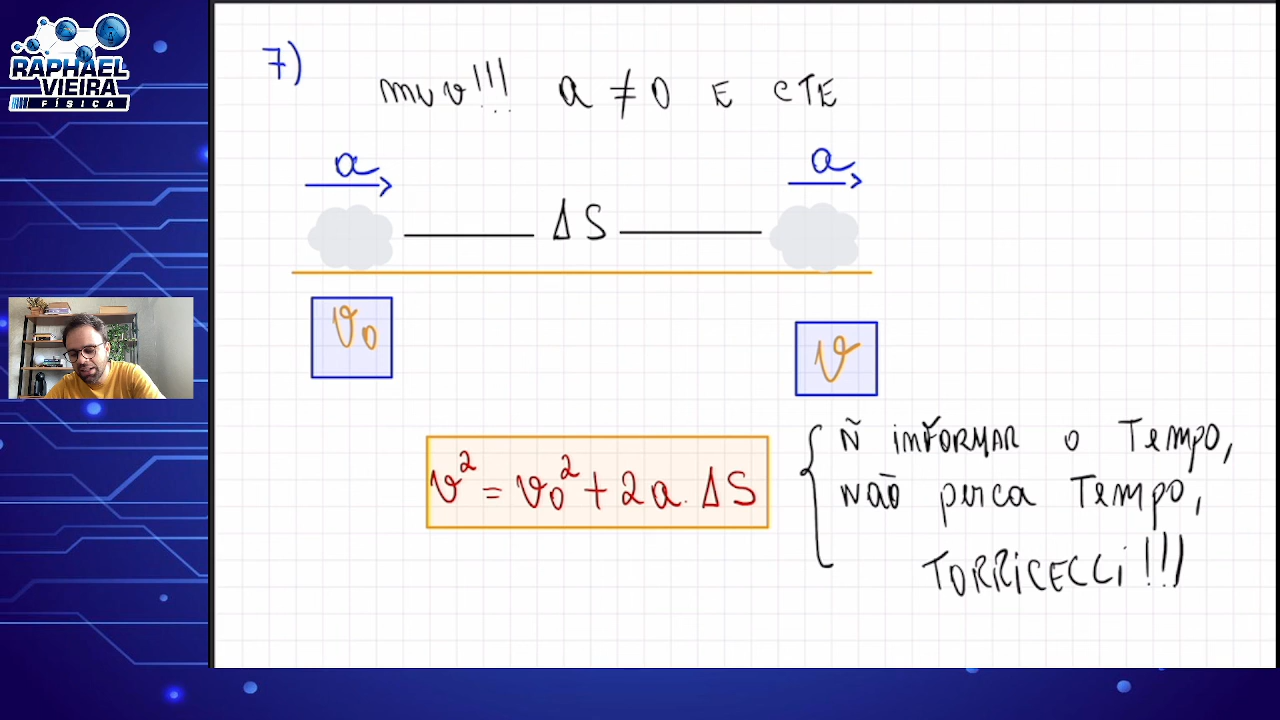 RAPHAEL
VIEIRA
FÍSICA
7)
muv!!! a ≠ 0 E CTE
a
a
ΔS
v₀
v
v² = v₀² + 2a. ΔS
Ñ INFORMAR O TEMPO,
NÃO perca TEMPO,
TORRICELLi!!!